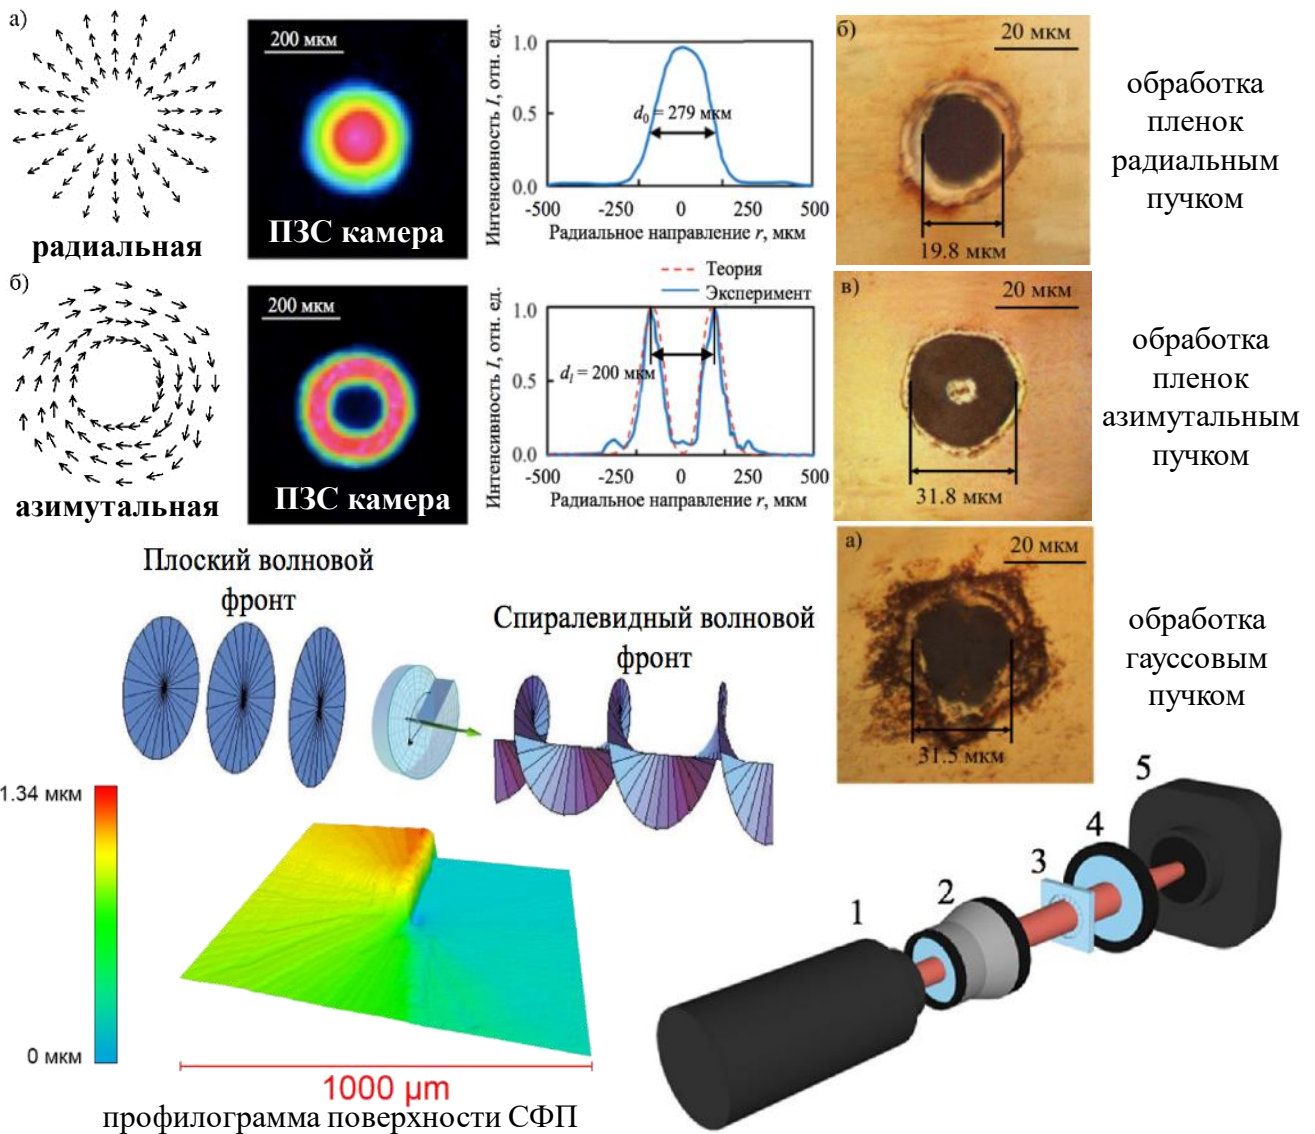 а)
200 мкм
ПЗС камера
радиальная
Интенсивность I, отн. ед.
1.0
0.5
0.0
d₀ = 279 мкм
-500
-250
0
250
500
Радиальное направление r, мкм
б)
20 мкм
19.8 мкм
обработка
пленок
радиальным
пучком
б)
200 мкм
ПЗС камера
азимутальная
Теория
Эксперимент
Интенсивность I, отн. ед.
1.0
0.5
0.0
dₗ = 200 мкм
-500
-250
0
250
500
Радиальное направление r, мкм
в)
20 мкм
31.8 мкм
обработка
пленок
азимутальным
пучком
Плоский волновой
фронт
Спиралевидный волновой
фронт
а)
20 мкм
31.5 мкм
обработка
гауссовым
пучком
1.34 мкм
0 мкм
1000 µm
профилограмма поверхности СФП
1
2
3
4
5